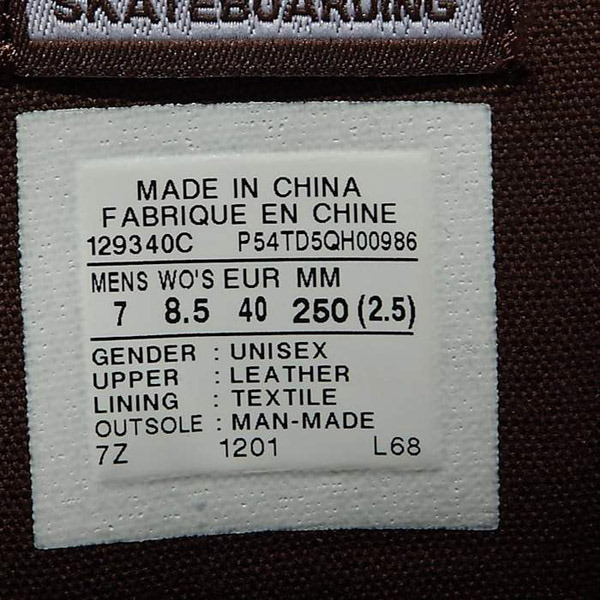 SKATEBOARDING
MADE IN CHINA
FABRIQUE EN CHINE
129340C P54TD5QH00986
MENS WO'S EUR MM
7 8.5 40 250 (2.5)
GENDER : UNISEX
UPPER : LEATHER
LINING : TEXTILE
OUTSOLE : MAN-MADE
7Z 1201 L68